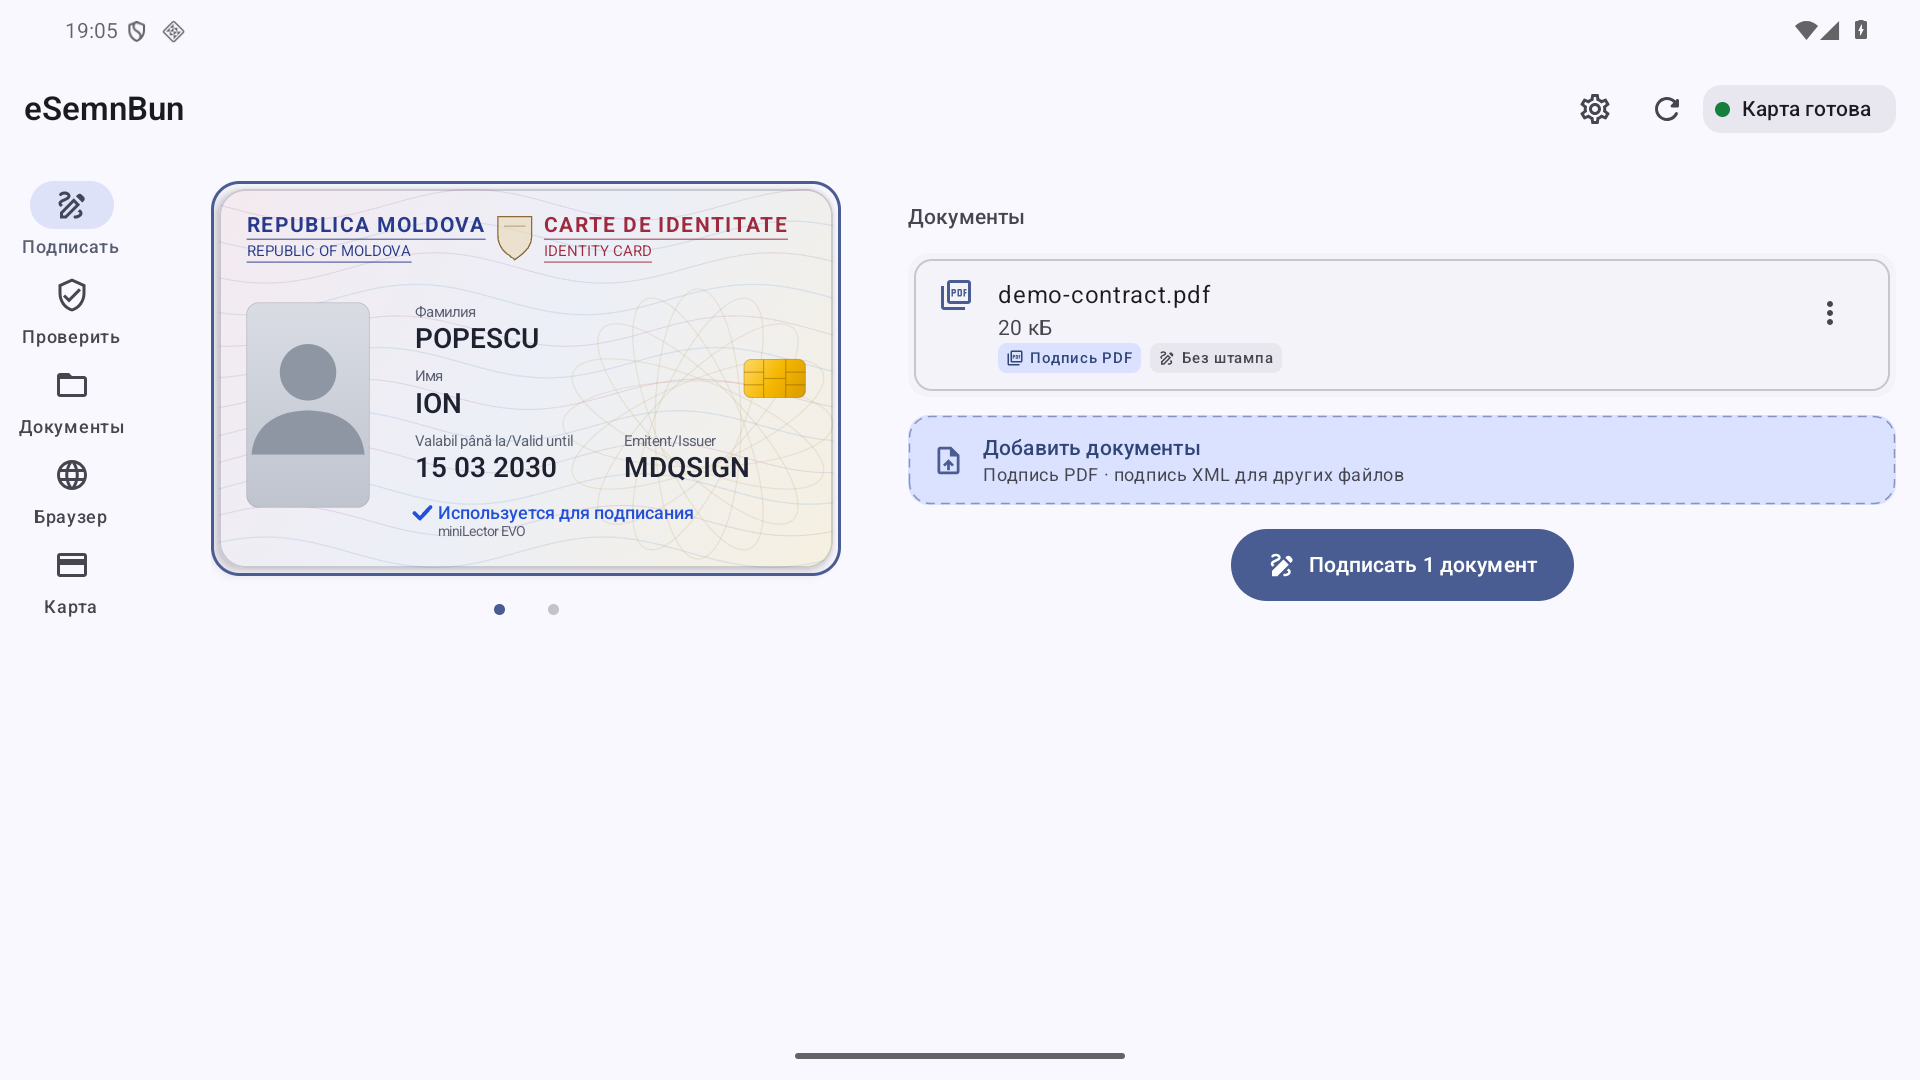 19:05
eSemnBun
Карта готова
Подписать
Проверить
Документы
Браузер
Карта
REPUBLICA MOLDOVA
REPUBLIC OF MOLDOVA
CARTE DE IDENTITATE
IDENTITY CARD
Фамилия
POPESCU
Имя
ION
Valabil până la/Valid until
15 03 2030
Emitent/Issuer
MDQSIGN
Используется для подписания
miniLector EVO
Документы
PDF
demo-contract.pdf
20 кБ
Подпись PDF
Без штампа
Добавить документы
Подпись PDF · подпись XML для других файлов
Подписать 1 документ